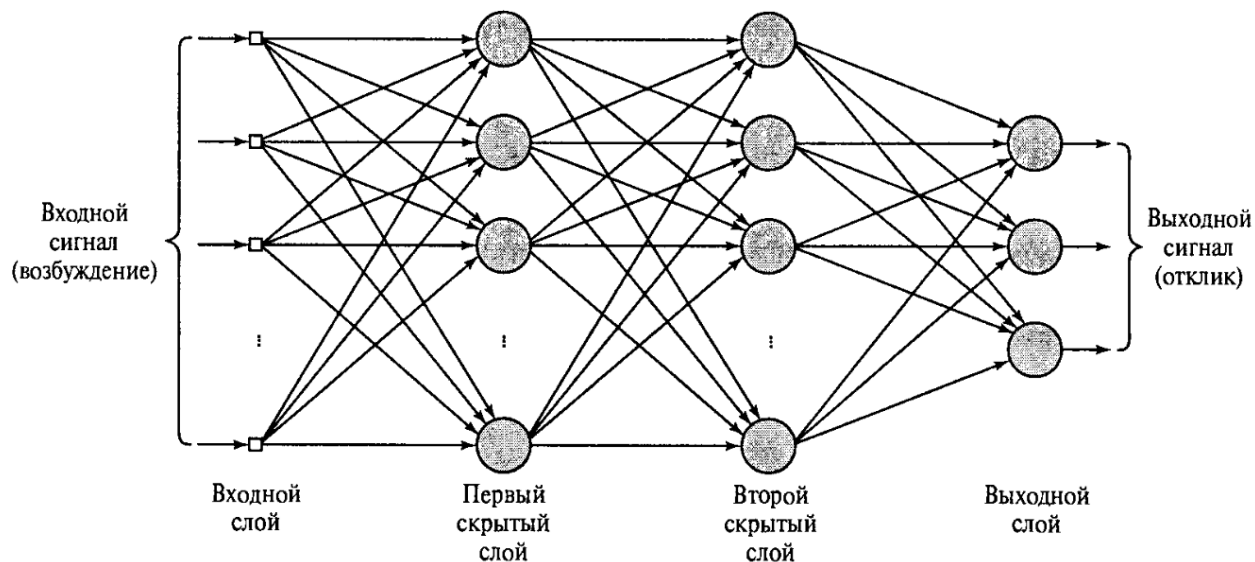 Входной
сигнал
(возбуждение)
Выходной
сигнал
(отклик)
Входной
слой
Первый
скрытый
слой
Второй
скрытый
слой
Выходной
слой